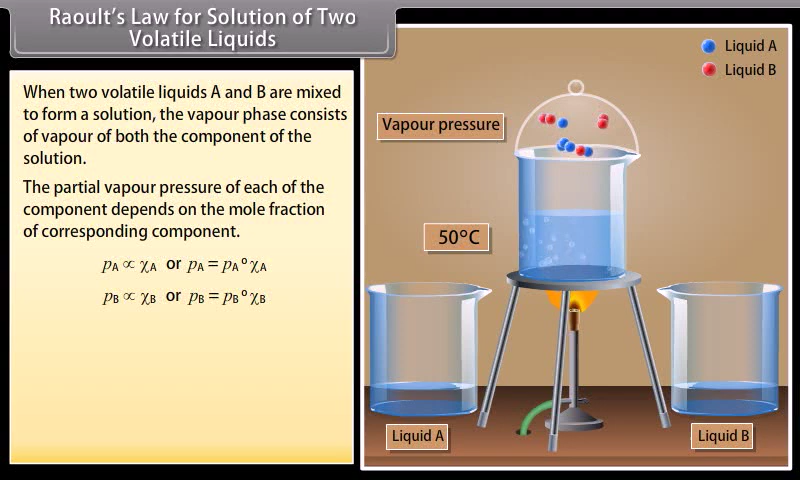 Raoult's Law for Solution of Two
Volatile Liquids
When two volatile liquids A and B are mixed
to form a solution, the vapour phase consists
of vapour of both the component of the
solution.
The partial vapour pressure of each of the
component depends on the mole fraction
of corresponding component.
pA ∝ χA or pA = pA° χA
pB ∝ χB or pB = pB° χB
Liquid A
Liquid B
Vapour pressure
50°C
Liquid A
Liquid B